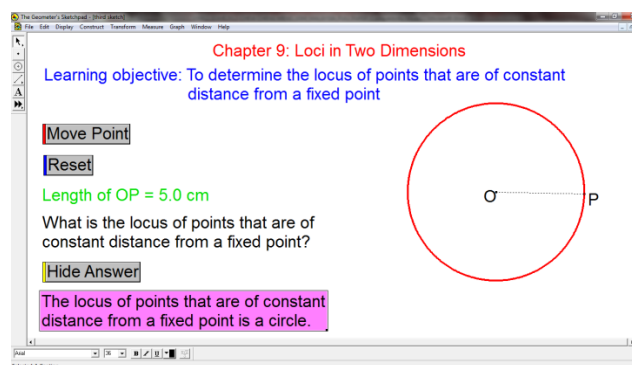 The Geometer's Sketchpad - [third sketch]
File Edit Display Construct Transform Measure Graph Window Help
Chapter 9: Loci in Two Dimensions
Learning objective: To determine the locus of points that are of constant
distance from a fixed point
Move Point
Reset
Length of OP = 5.0 cm
What is the locus of points that are of
constant distance from a fixed point?
Hide Answer
The locus of points that are of constant
distance from a fixed point is a circle.
O
P
A
Arial 36 B I U